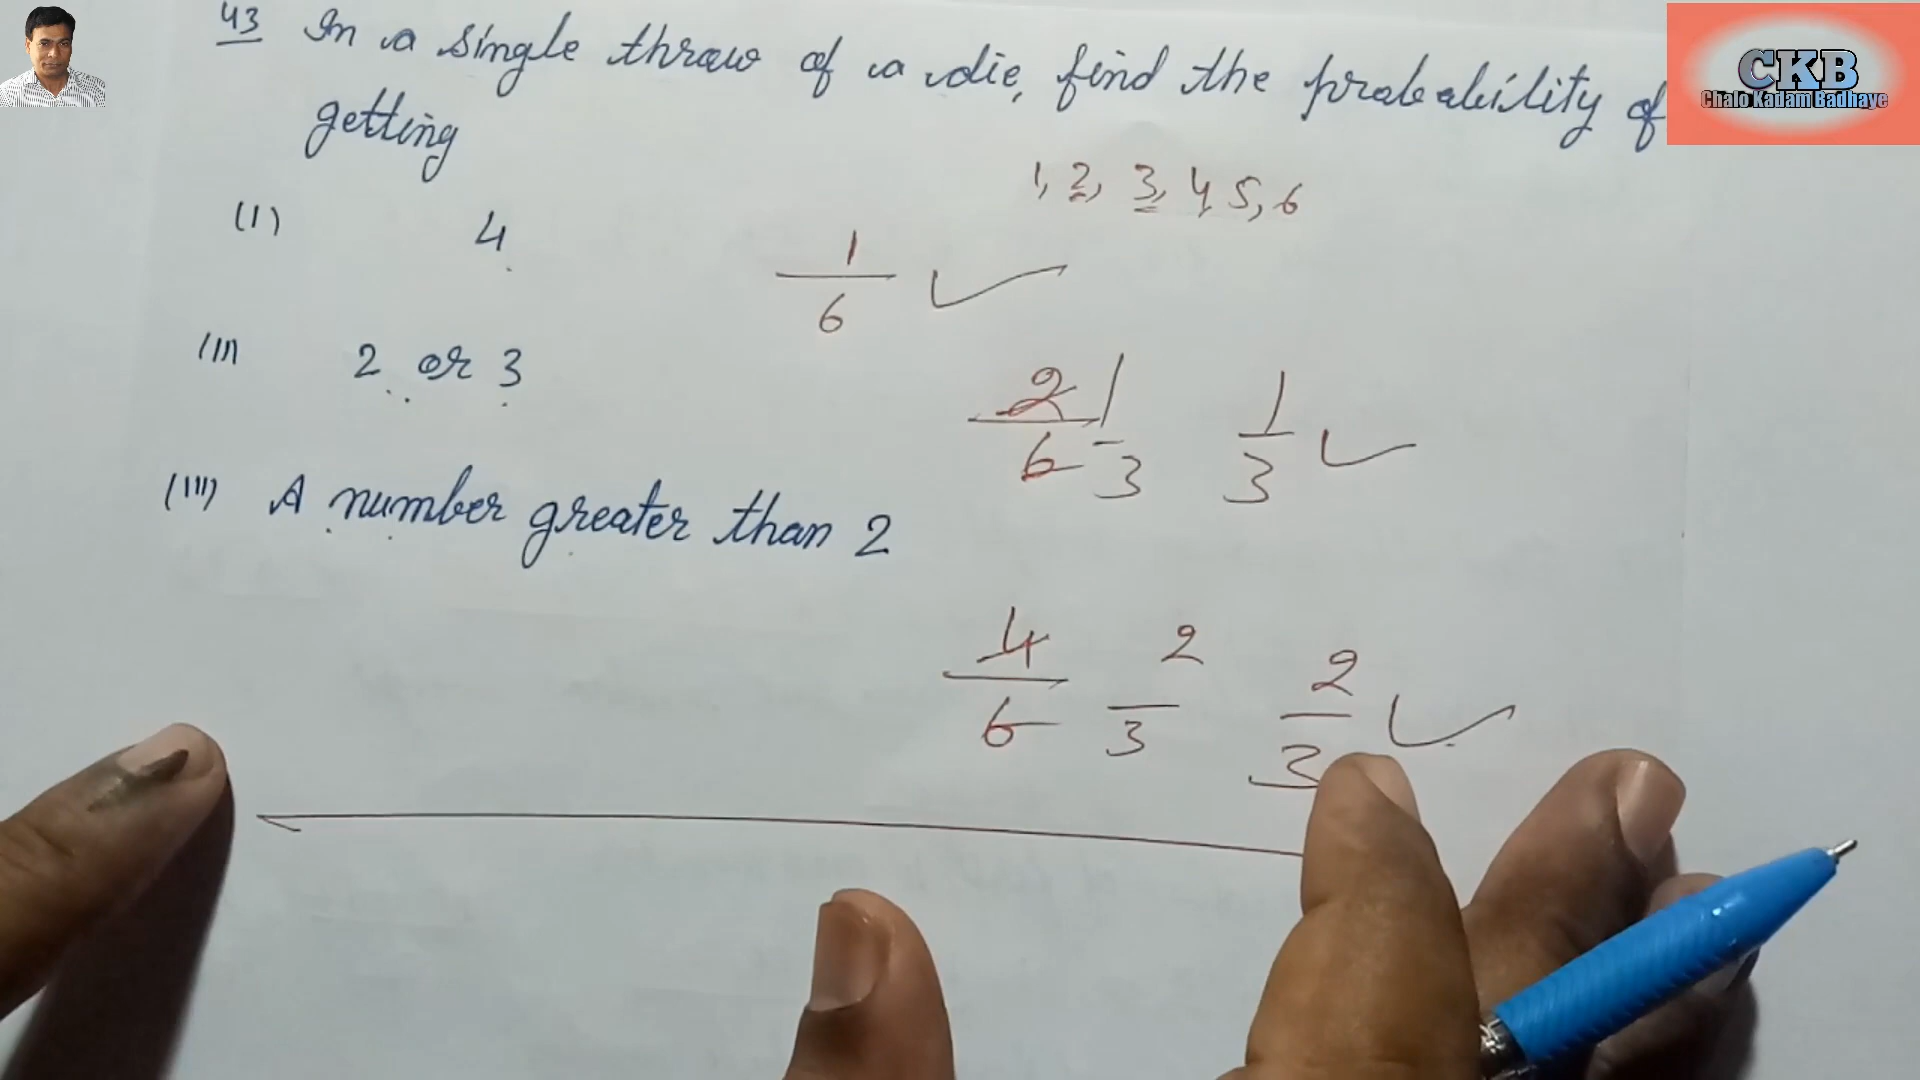 43 In a single thraw of a die, find the probability of
getting
1, 2, 3, 4, 5, 6
(I) 4
1/6 ✓
(II) 2 or 3
2/6 1/3 1/3 ✓
(III) A number greater than 2
4/6 2/3 2/3 ✓
CKB
Chalo Kadam Badhaye